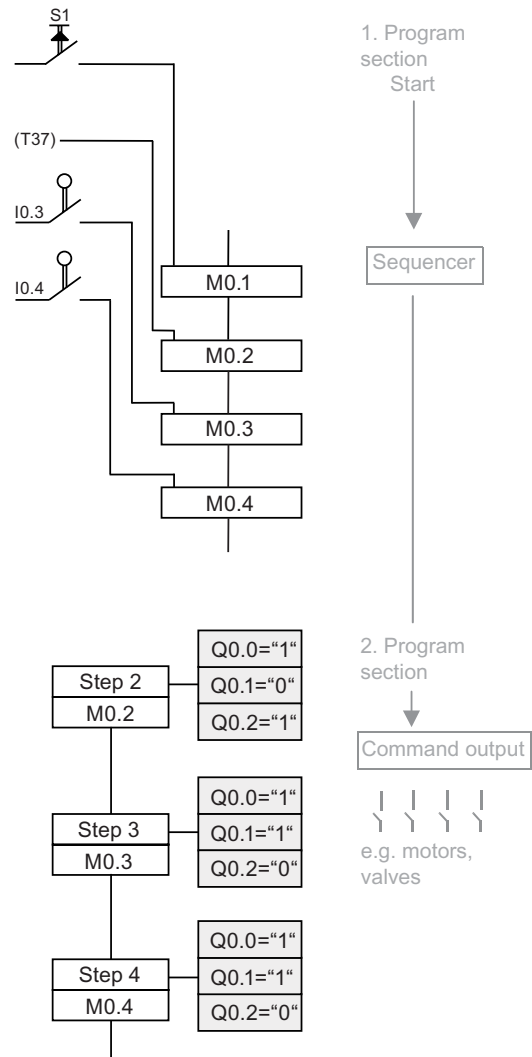 S1
(T37)
I0.3
I0.4
M0.1
M0.2
M0.3
M0.4
1. Program
section
Start
Sequencer
2. Program
section
Command output
e.g. motors,
valves
Step 2
M0.2
Q0.0=“1“
Q0.1=“0“
Q0.2=“1“
Step 3
M0.3
Q0.0=“1“
Q0.1=“1“
Q0.2=“0“
Step 4
M0.4
Q0.0=“1“
Q0.1=“1“
Q0.2=“0“